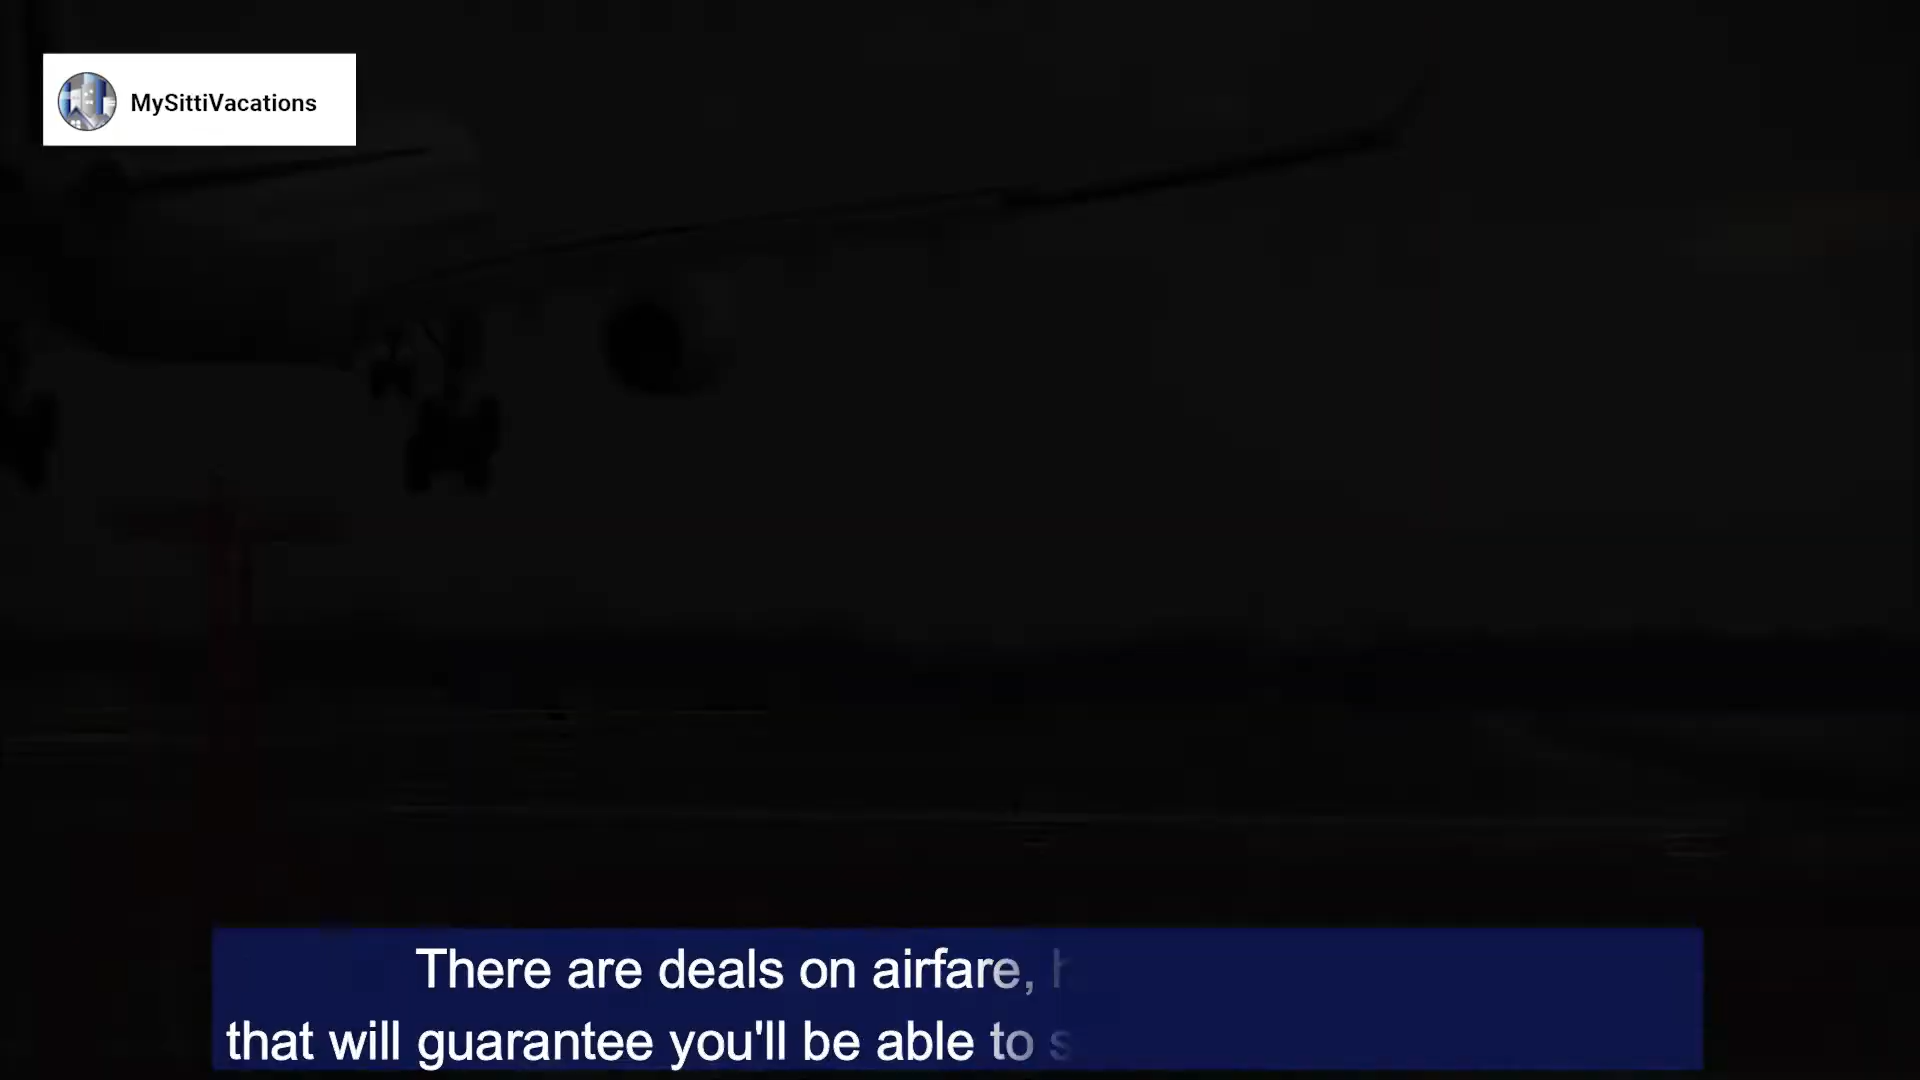 MySittiVacations
There are deals on airfare,
that will guarantee you'll be able to